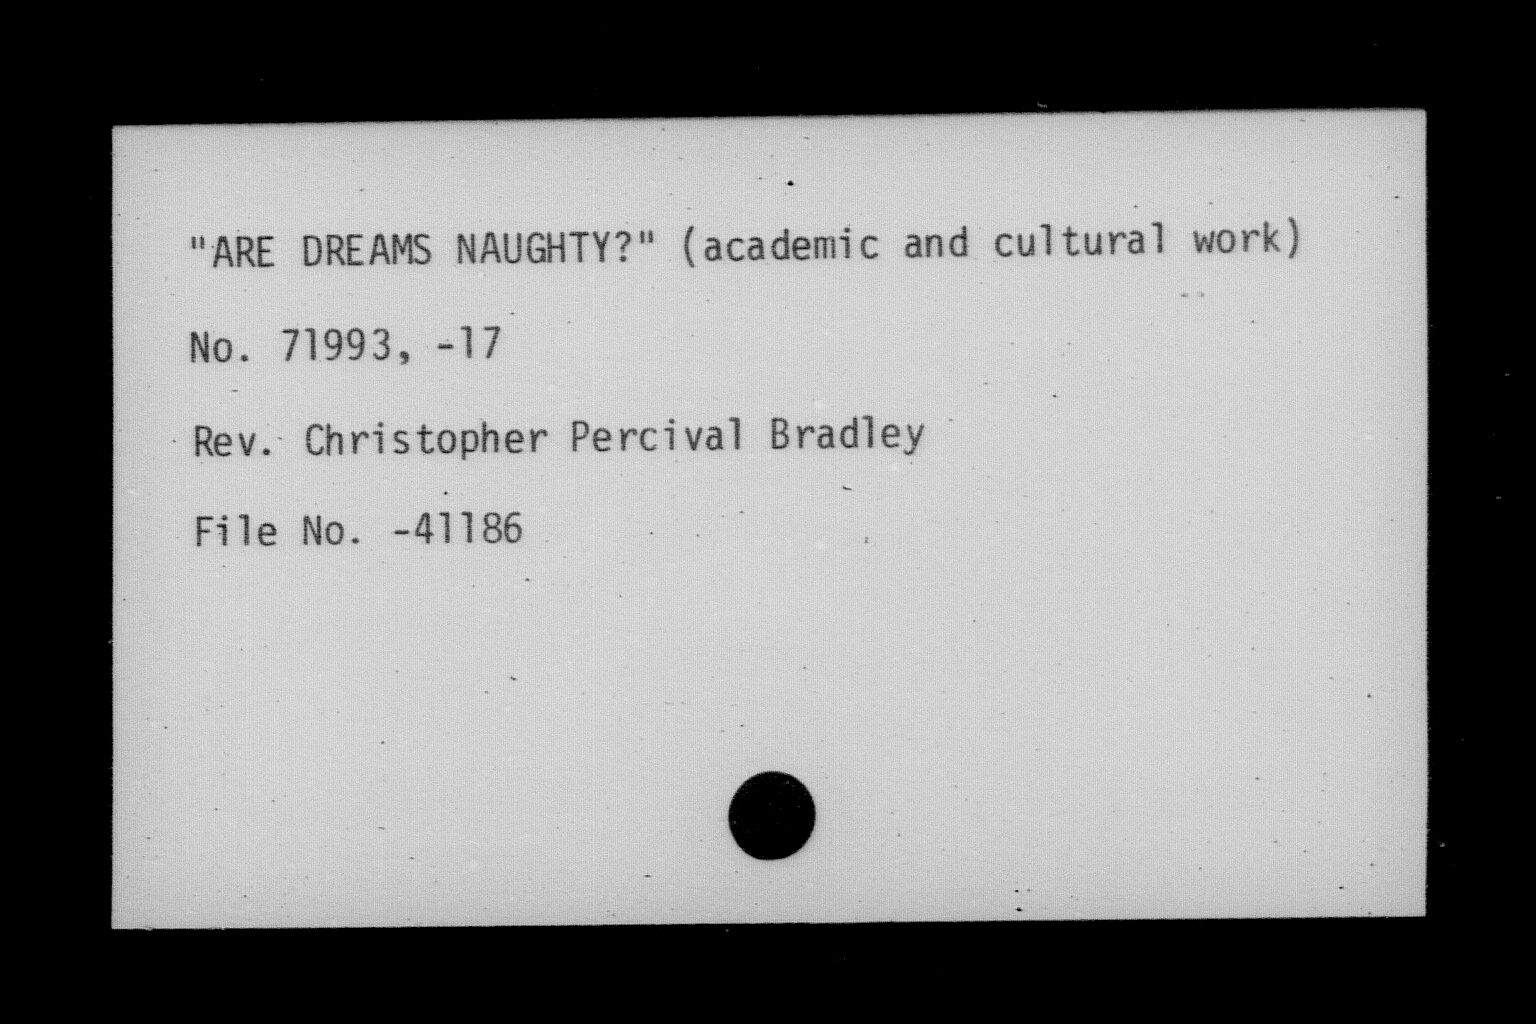 "ARE DREAMS NAUGHTY?" (academic and cultural work)
No. 71993, -17
Rev. Christopher Percival Bradley
File No. -41186